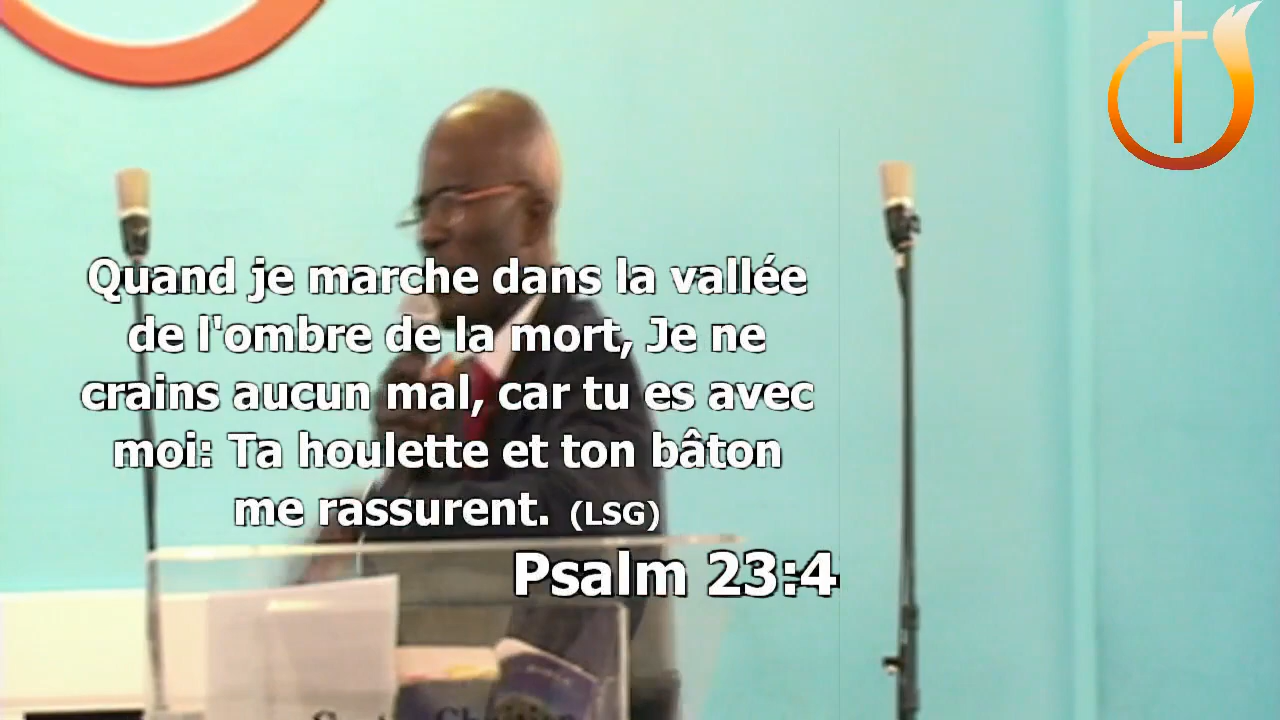 Quand je marche dans la vallée
de l'ombre de la mort, Je ne
crains aucun mal, car tu es avec
moi: Ta houlette et ton bâton
me rassurent. (LSG)
Psalm 23:4